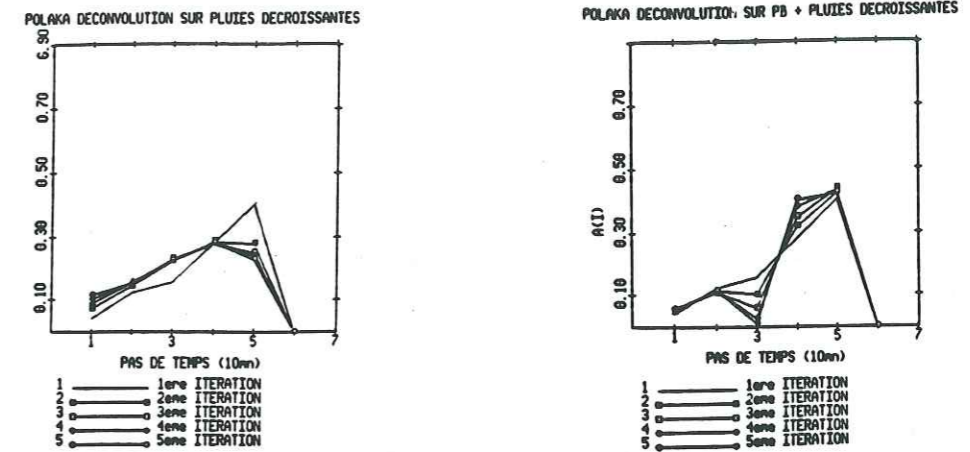 POLAKA DECONVOLUTION SUR PLUIES DECROISSANTES
6.90
0.70
0.50
0.30
0.10
1
3
5
7
PAS DE TEMPS (10mn)
1 1ere ITERATION
2 2eme ITERATION
3 3eme ITERATION
4 4eme ITERATION
5 5eme ITERATION
POLAKA DECONVOLUTION SUR PB + PLUIES DECROISSANTES
A(I)
0.70
0.50
0.30
0.10
1
3
5
7
PAS DE TEMPS (10mn)
1 1ere ITERATION
2 2eme ITERATION
3 3eme ITERATION
4 4eme ITERATION
5 5eme ITERATION